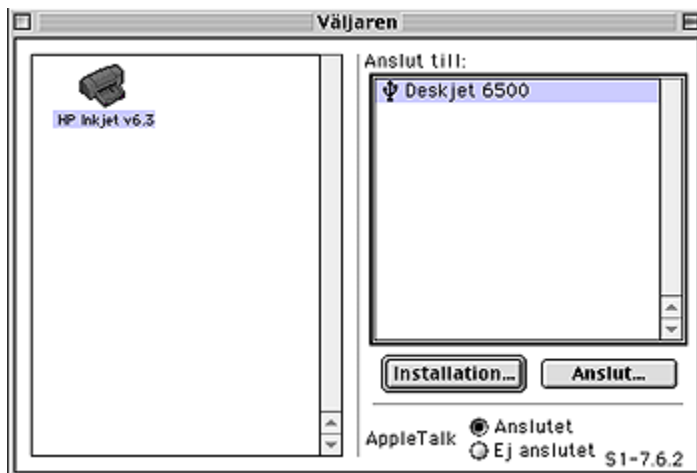 Väljaren
HP Inkjet v6.3
Anslut till:
Deskjet 6500
Installation...
Anslut...
AppleTalk
Anslutet
Ej anslutet
S1-7.6.2